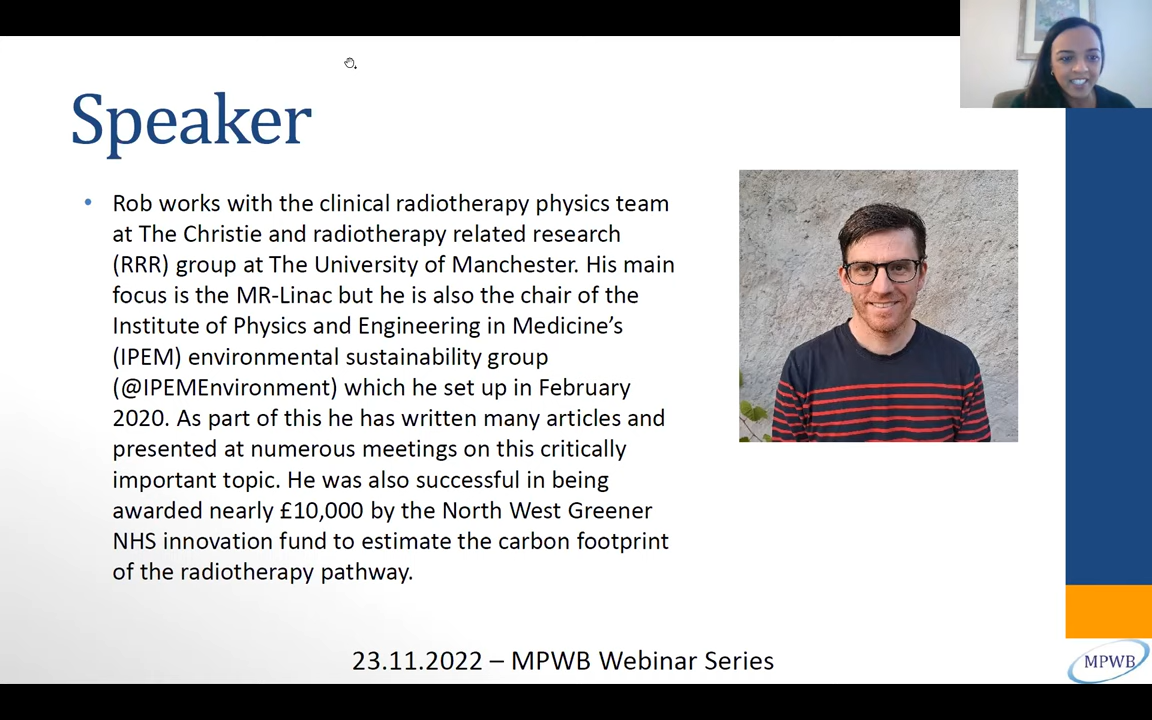 Speaker
• Rob works with the clinical radiotherapy physics team
at The Christie and radiotherapy related research
(RRR) group at The University of Manchester. His main
focus is the MR-Linac but he is also the chair of the
Institute of Physics and Engineering in Medicine’s
(IPEM) environmental sustainability group
(@IPEMEnvironment) which he set up in February
2020. As part of this he has written many articles and
presented at numerous meetings on this critically
important topic. He was also successful in being
awarded nearly £10,000 by the North West Greener
NHS innovation fund to estimate the carbon footprint
of the radiotherapy pathway.
23.11.2022 – MPWB Webinar Series
MPWB